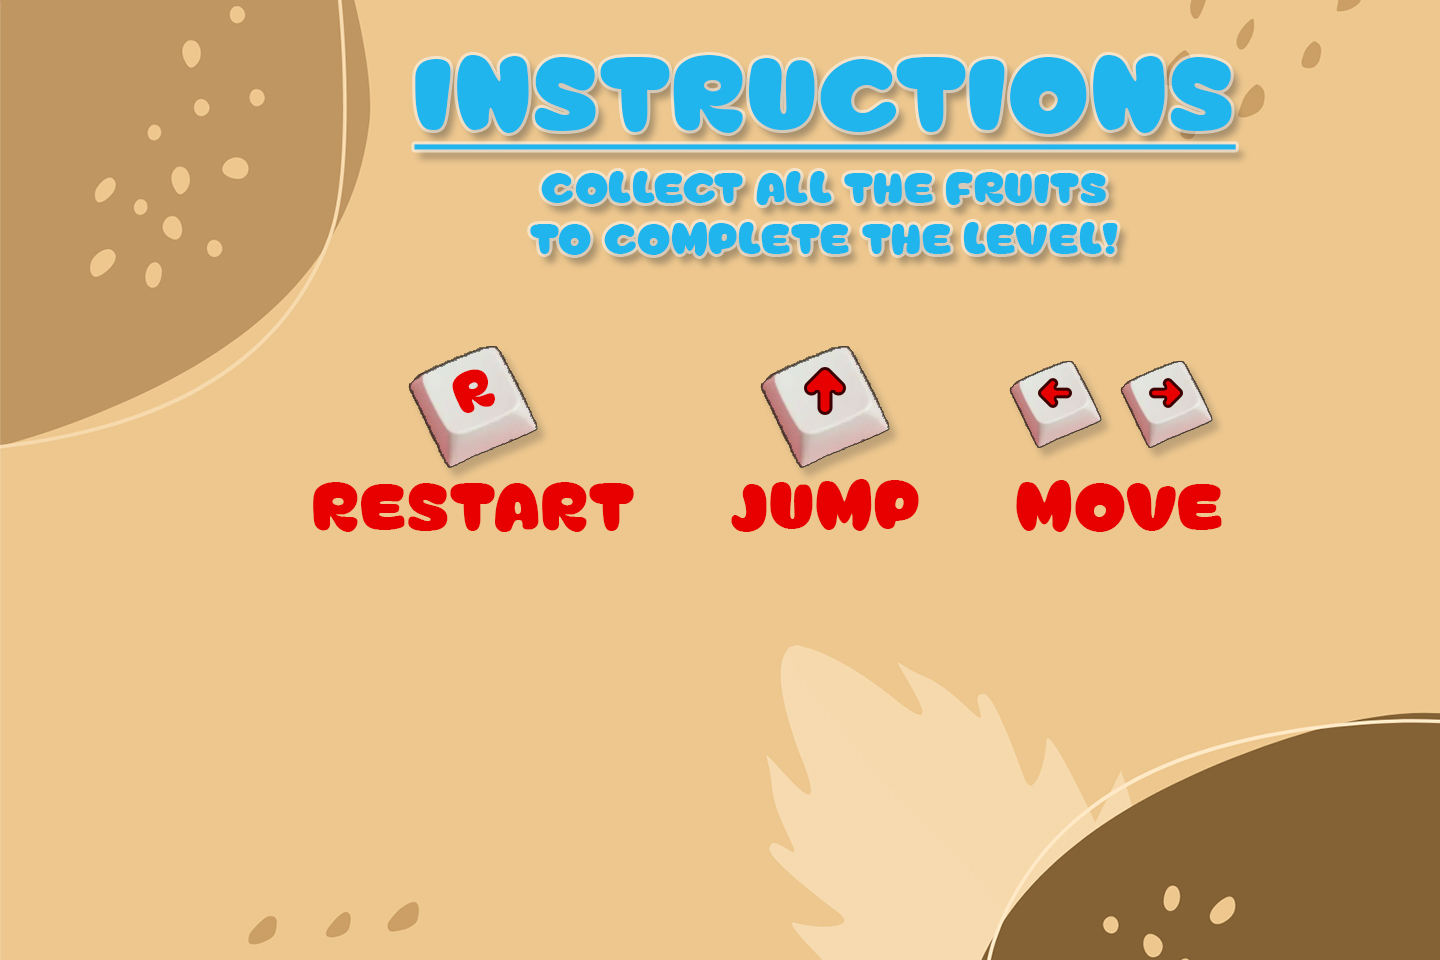 INSTRUCTIONS
COLLECT ALL THE FRUITS
TO COMPLETE THE LEVEL!
R
RESTART
JUMP
MOVE